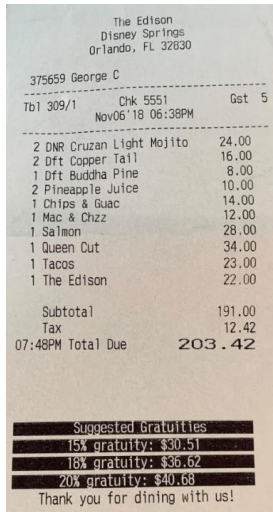 The Edison
Disney Springs
Orlando, FL 32830
375659 George C
Tbl 309/1 Chk 5551 Gst 5
Nov06'18 06:38PM
2 DNR Cruzan Light Mojito 24.00
2 Dft Copper Tail 16.00
1 Dft Buddha Pine 8.00
2 Pineapple Juice 10.00
1 Chips & Guac 14.00
1 Mac & Chzz 12.00
1 Salmon 28.00
1 Queen Cut 34.00
1 Tacos 23.00
1 The Edison 22.00
Subtotal 191.00
Tax 12.42
07:48PM Total Due 203.42
Suggested Gratuities
15% gratuity: $30.51
18% gratuity: $36.62
20% gratuity: $40.68
Thank you for dining with us!